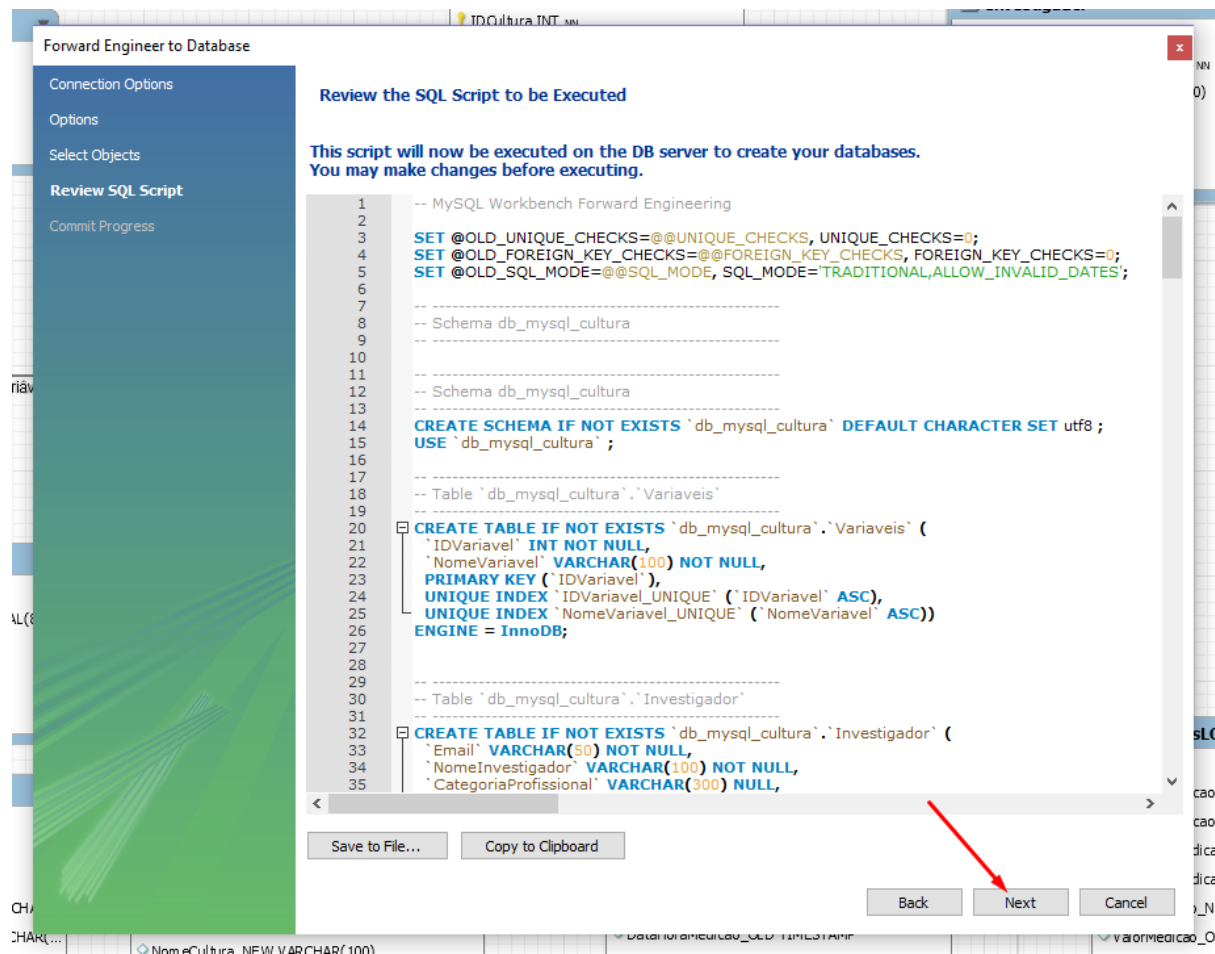 IDCultura INT NN
Forward Engineer to Database
x
NN
Connection Options
Options
Select Objects
Review SQL Script
Commit Progress
Review the SQL Script to be Executed
0)
This script will now be executed on the DB server to create your databases.
You may make changes before executing.
1 -- MySQL Workbench Forward Engineering
2
3 SET @OLD_UNIQUE_CHECKS=@@UNIQUE_CHECKS, UNIQUE_CHECKS=0;
4 SET @OLD_FOREIGN_KEY_CHECKS=@@FOREIGN_KEY_CHECKS, FOREIGN_KEY_CHECKS=0;
5 SET @OLD_SQL_MODE=@@SQL_MODE, SQL_MODE='TRADITIONAL,ALLOW_INVALID_DATES';
6
7 -- -----------------------------------------------------
8 -- Schema db_mysql_cultura
9 -- -----------------------------------------------------
10
11 -- -----------------------------------------------------
12 -- Schema db_mysql_cultura
13 -- -----------------------------------------------------
14 CREATE SCHEMA IF NOT EXISTS `db_mysql_cultura` DEFAULT CHARACTER SET utf8 ;
15 USE `db_mysql_cultura` ;
16
17 -- -----------------------------------------------------
18 -- Table `db_mysql_cultura`.`Variaveis`
19 -- -----------------------------------------------------
20 CREATE TABLE IF NOT EXISTS `db_mysql_cultura`.`Variaveis` (
21 `IDVariavel` INT NOT NULL,
22 `NomeVariavel` VARCHAR(100) NOT NULL,
23 PRIMARY KEY (`IDVariavel`),
24 UNIQUE INDEX `IDVariavel_UNIQUE` (`IDVariavel` ASC),
25 UNIQUE INDEX `NomeVariavel_UNIQUE` (`NomeVariavel` ASC))
26 ENGINE = InnoDB;
27
28
29 -- -----------------------------------------------------
30 -- Table `db_mysql_cultura`.`Investigador`
31 -- -----------------------------------------------------
32 CREATE TABLE IF NOT EXISTS `db_mysql_cultura`.`Investigador` (
33 `Email` VARCHAR(50) NOT NULL,
34 `NomeInvestigador` VARCHAR(100) NOT NULL,
35 `CategoriaProfissional` VARCHAR(300) NULL,
Save to File... Copy to Clipboard
Back Next Cancel
NomeCultura_NEW VARCHAR(100)
DataHoraMedicao_OLD TIMESTAMP
ValorMedicao_O